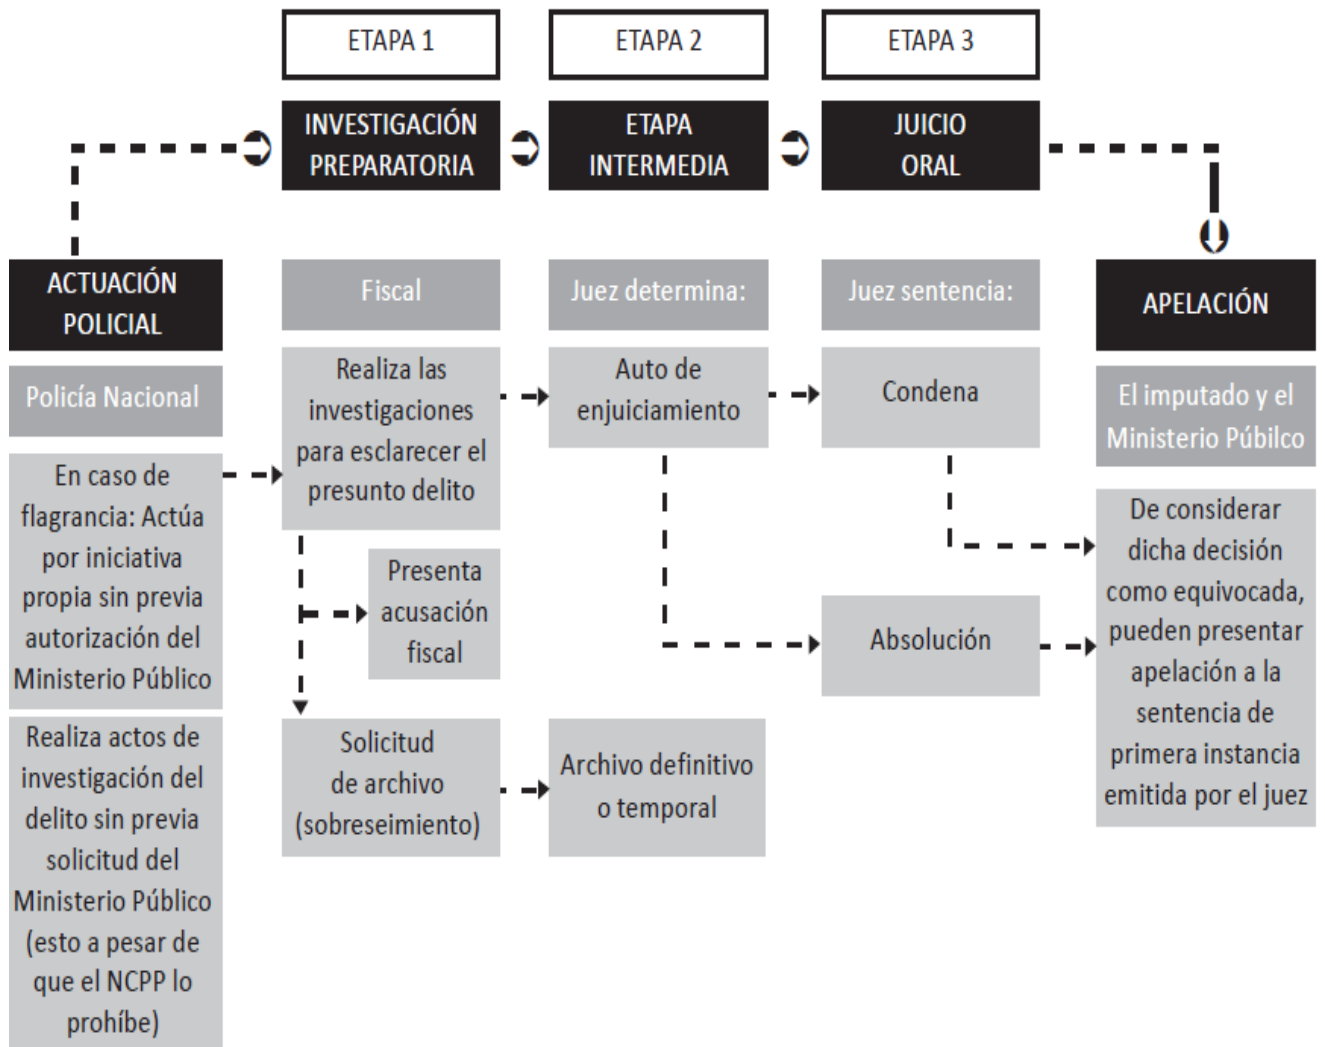 ETAPA 1
ETAPA 2
ETAPA 3
INVESTIGACIÓN
PREPARATORIA
ETAPA
INTERMEDIA
JUICIO
ORAL
ACTUACIÓN
POLICIAL
Policía Nacional
En caso de
flagrancia: Actúa
por iniciativa
propia sin previa
autorización del
Ministerio Público
Realiza actos de
investigación del
delito sin previa
solicitud del
Ministerio Público
(esto a pesar de
que el NCPP lo
prohíbe)
Fiscal
Realiza las
investigaciones
para esclarecer el
presunto delito
Presenta
acusación
fiscal
Solicitud
de archivo
(sobreseimiento)
Juez determina:
Auto de
enjuiciamiento
Archivo definitivo
o temporal
Juez sentencia:
Condena
Absolución
APELACIÓN
El imputado y el
Ministerio Púbilco
De considerar
dicha decisión
como equivocada,
pueden presentar
apelación a la
sentencia de
primera instancia
emitida por el juez